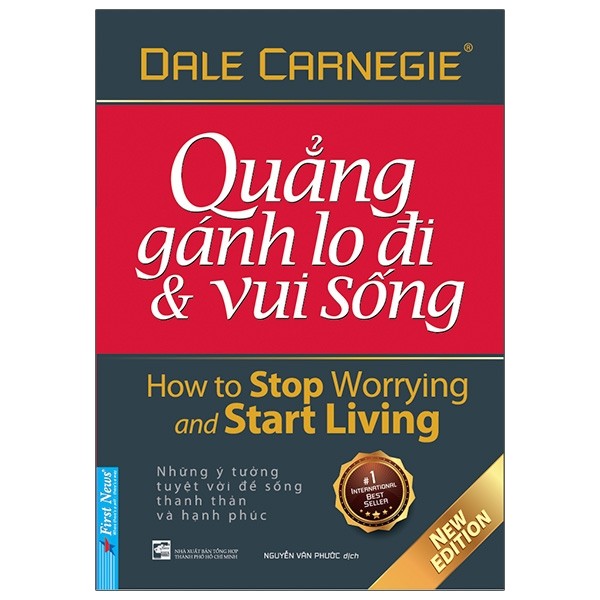 DALE CARNEGIE®
Quẳng
gánh lo đi
& vui sống
How to Stop Worrying
and Start Living
Những ý tưởng
tuyệt vời để sống
thanh thản
và hạnh phúc
#1
INTERNATIONAL
BEST
SELLER
NEW
EDITION
First News®
NHÀ XUẤT BẢN TỔNG HỢP
THÀNH PHỐ HỒ CHÍ MINH
NGUYỄN VĂN PHƯỚC dịch